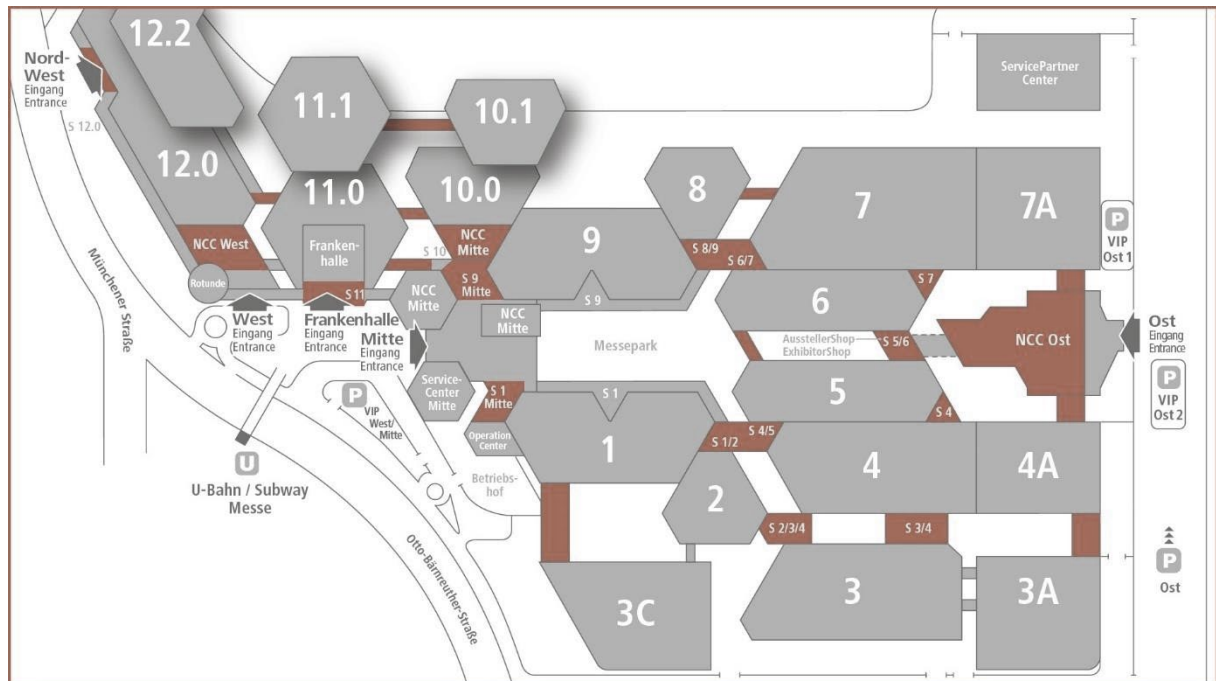 12.2
Nord-
West
Eingang
Entrance
S 12.0
12.0
11.1
10.1
11.0
10.0
ServicePartner
Center
8
7
7A
P
VIP
Ost 1
NCC West
Franken-
halle
S 10
NCC
Mitte
9
S 8/9
S 6/7
Rotunde
S 11
NCC
Mitte
S 9
Mitte
S 9
6
S 7
Münchener Straße
West
Eingang
Entrance
Frankenhalle
Eingang
Entrance
Mitte
Eingang
Entrance
NCC
Mitte
Messepark
AusstellerShop
ExhibitorShop
S 5/6
NCC Ost
Ost
Eingang
Entrance
P
VIP
Ost 2
Service-
Center
Mitte
S 1
Mitte
S 1
5
S 4
P
VIP
West/
Mitte
Operation
Center
1
S 4/5
S 1/2
4
4A
U
U-Bahn / Subway
Messe
Betriebs-
hof
2
S 2/3/4
S 3/4
Otto-Bärnreuther-Straße
3C
3
3A
P
Ost